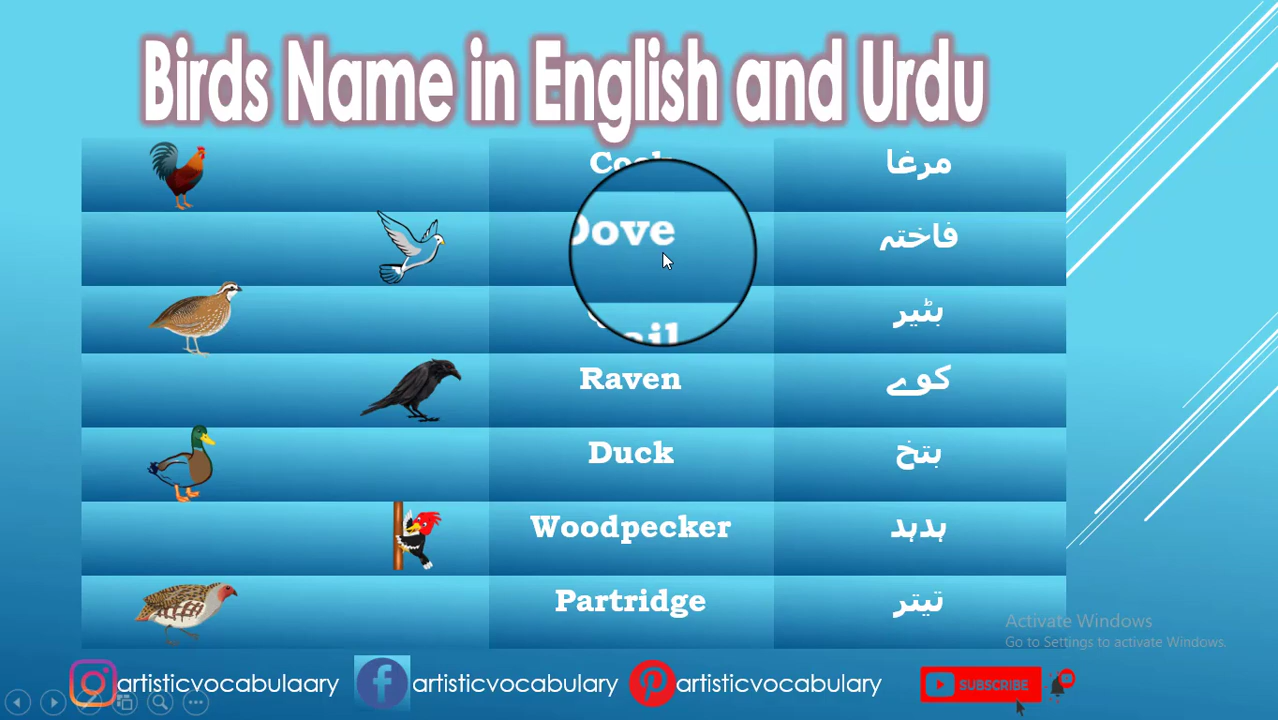 Birds Name in English and Urdu
مرغا
Dove فاختہ
بٹیر
Raven کوے
Duck بتخ
Woodpecker ہدہد
Partridge تیتر
Activate Windows
Go to Settings to activate Windows.
artisticvocabulaary artisticvocabulary artisticvocabulary SUBSCRIBE